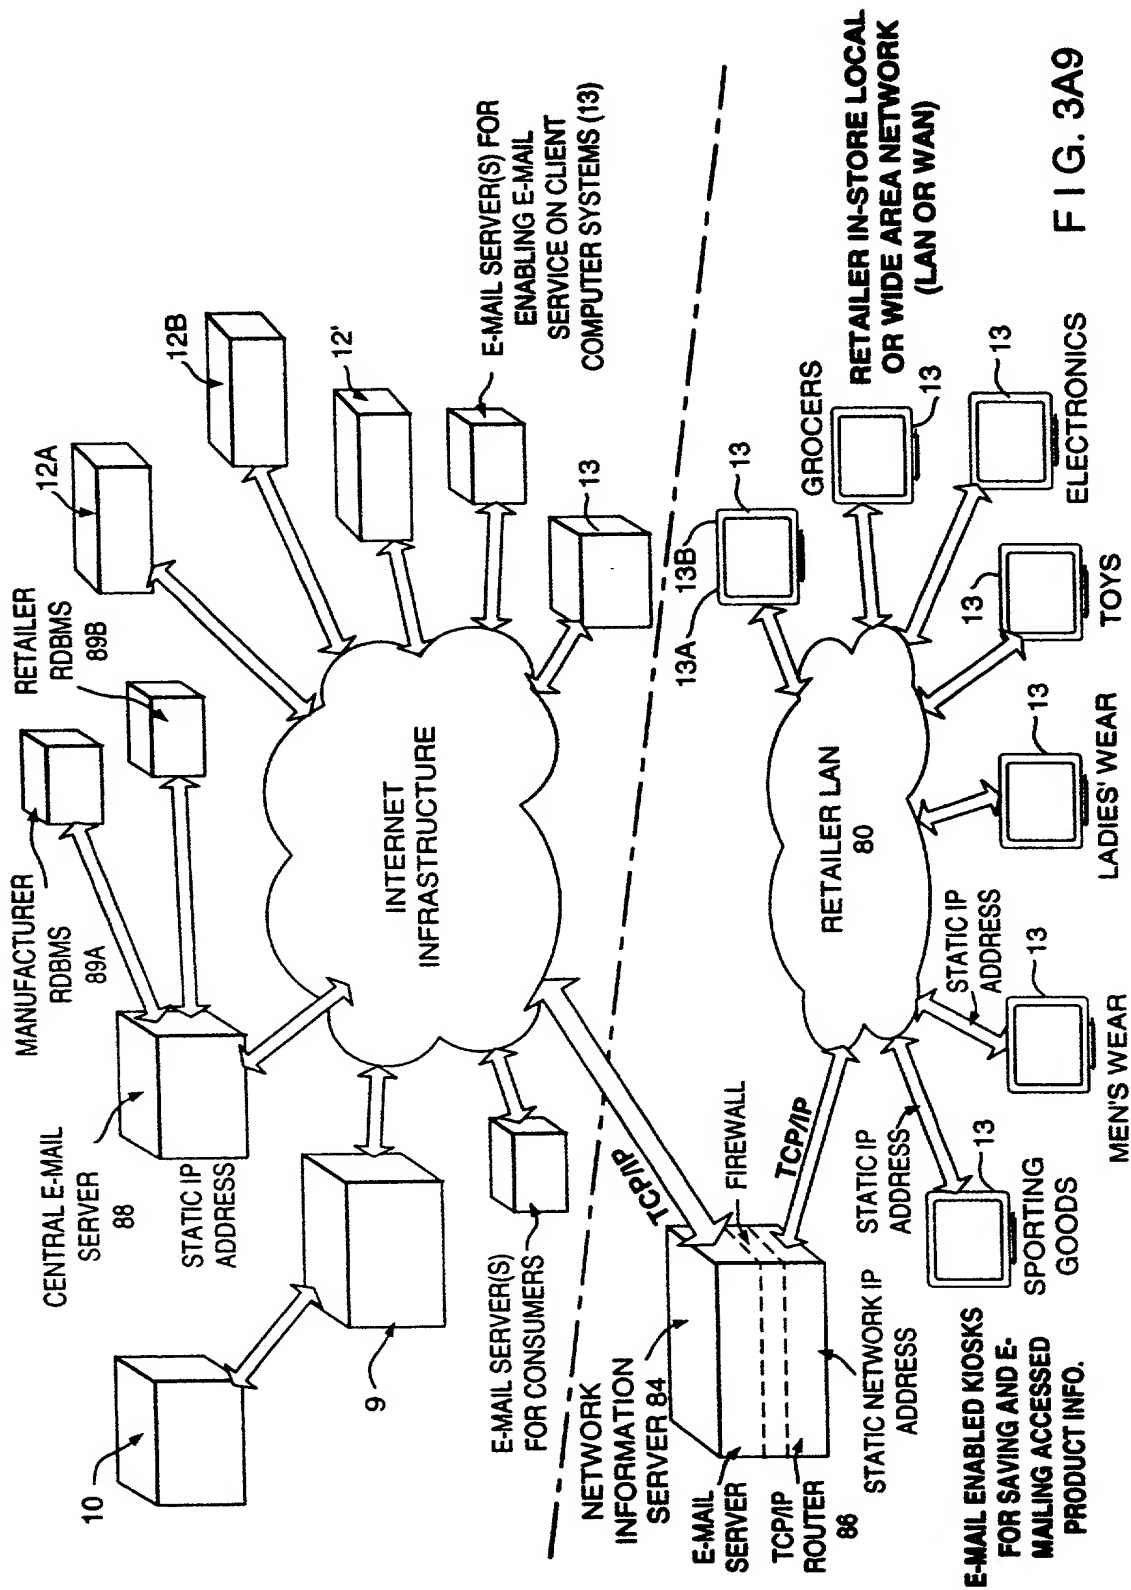 MANUFACTURER
RDBMS
89A
RETAILER
RDBMS
89B
12A
12B
12'
E-MAIL SERVER(S) FOR
ENABLING E-MAIL
SERVICE ON CLIENT
COMPUTER SYSTEMS (13)
13
CENTRAL E-MAIL
SERVER
88
STATIC IP
ADDRESS
10
9
INTERNET
INFRASTRUCTURE
E-MAIL SERVER(S)
FOR CONSUMERS
NETWORK
INFORMATION
SERVER 84
TCP/IP
FIREWALL
TCP/IP
E-MAIL
SERVER
TCP/IP
ROUTER
86
STATIC NETWORK IP
ADDRESS
RETAILER LAN
80
13A
13B
13
GROCERS
13
RETAILER IN-STORE LOCAL
OR WIDE AREA NETWORK
(LAN OR WAN)
13
ELECTRONICS
13
TOYS
13
LADIES' WEAR
STATIC IP
ADDRESS
13
MEN'S WEAR
STATIC IP
ADDRESS
13
SPORTING
GOODS
E-MAIL ENABLED KIOSKS
FOR SAVING AND E-
MAILING ACCESSED
PRODUCT INFO.
FIG. 3A9